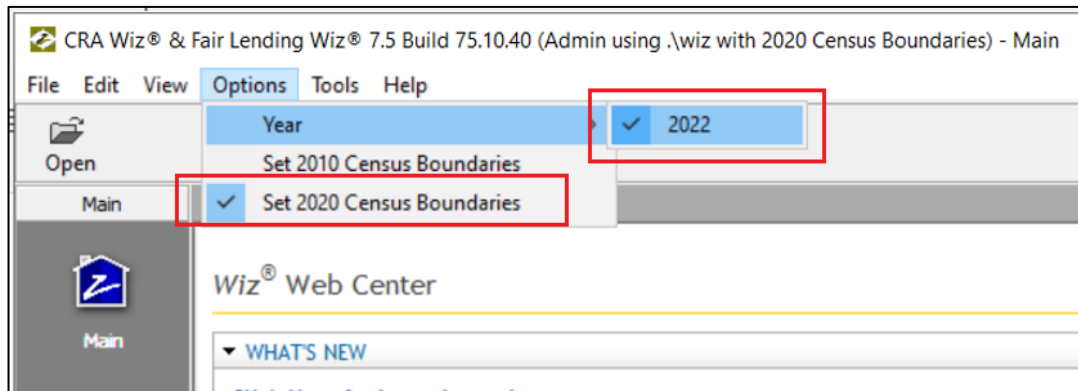 CRA Wiz® & Fair Lending Wiz® 7.5 Build 75.10.40 (Admin using .\wiz with 2020 Census Boundaries) - Main
File Edit View Options Tools Help
Year 2022
Open
Set 2010 Census Boundaries
Main
Set 2020 Census Boundaries
Wiz® Web Center
Main
WHAT'S NEW